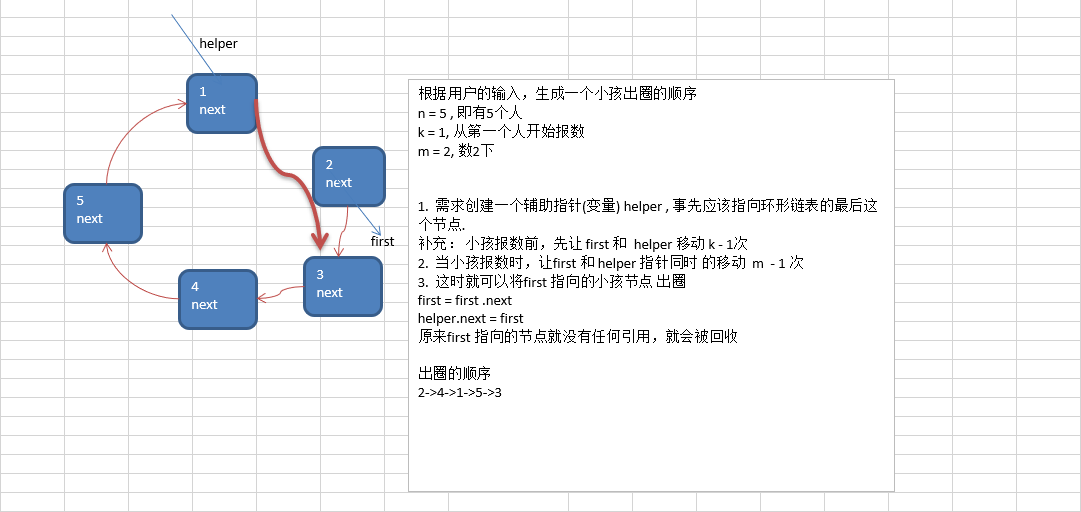 helper
1
next
2
next
first
3
next
4
next
5
next
根据用户的输入，生成一个小孩出圈的顺序
n = 5 , 即有5个人
k = 1, 从第一个人开始报数
m = 2, 数2下
1.  需求创建一个辅助指针(变量) helper , 事先应该指向环形链表的最后这
个节点.
补充： 小孩报数前，先让 first 和  helper 移动 k - 1次
2.  当小孩报数时，让first 和 helper 指针同时 的移动  m  - 1 次
3.  这时就可以将first 指向的小孩节点 出圈
first = first .next
helper.next = first
原来first 指向的节点就没有任何引用，就会被回收
出圈的顺序
2->4->1->5->3